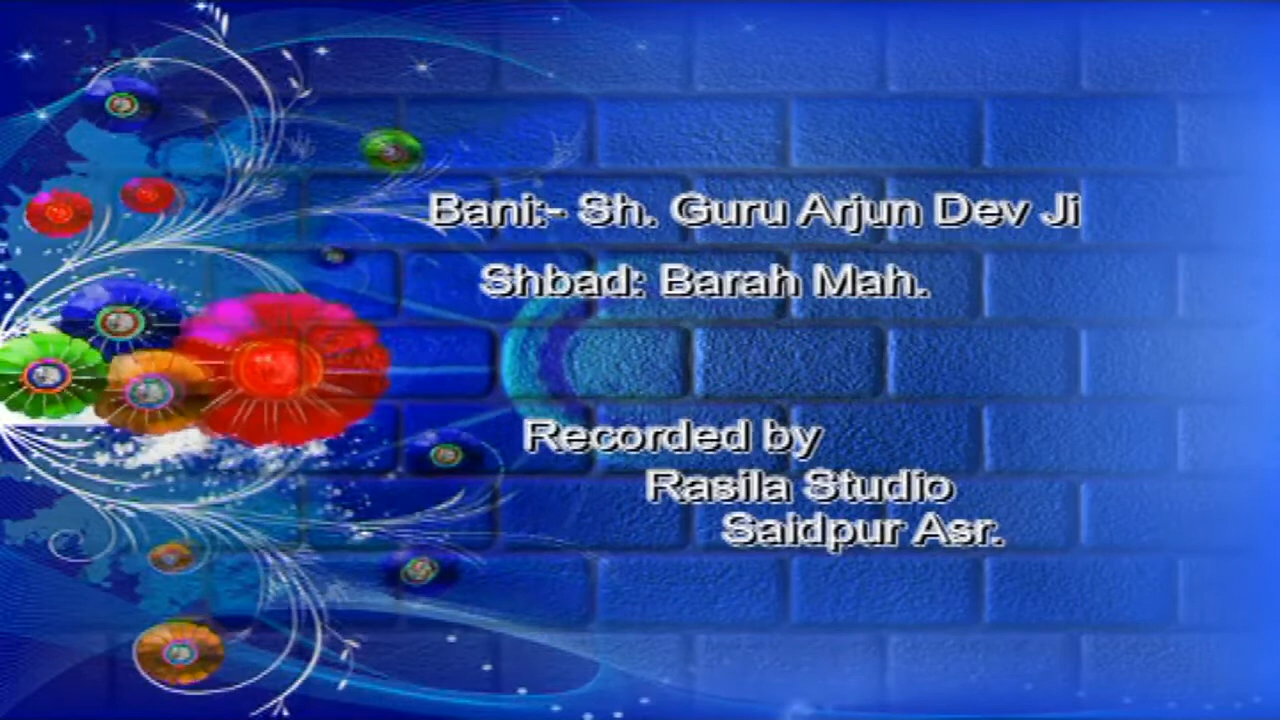 Bani:- Sh. Guru Arjun Dev Ji
Shbad: Barah Mah.
Recorded by
Rasila Studio
Saidpur Asr.